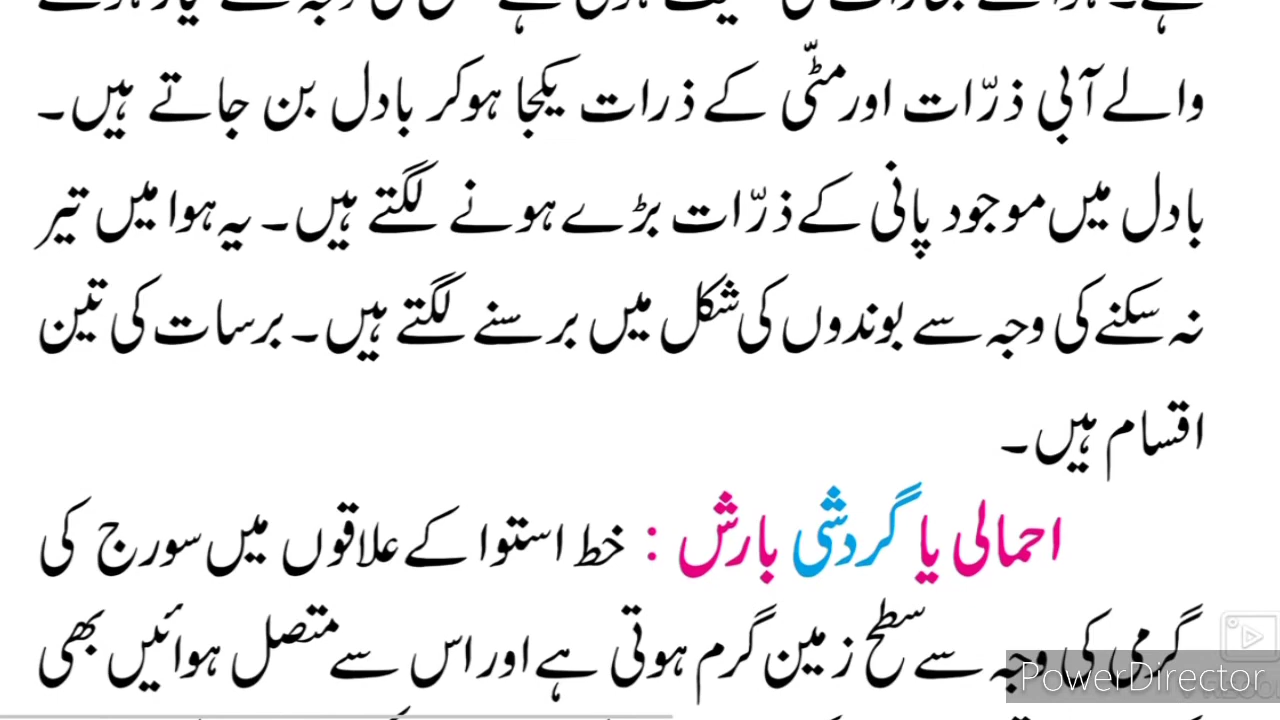 والے آبی ذرّات اور مٹّی کے ذرات یکجا ہوکر بادل بن جاتے ہیں۔
بادل میں موجود پانی کے ذرّات بڑے ہونے لگتے ہیں۔ یہ ہوا میں تیر
نہ سکنے کی وجہ سے بوندوں کی شکل میں برسنے لگتے ہیں۔ برسات کی تین
اقسام ہیں۔
احمالی یا گردشی بارش : خط استوا کے علاقوں میں سورج کی
گرمی کی وجہ سے سطح زمین گرم ہوتی ہے اور اس سے متصل ہوائیں بھی
PowerDirector